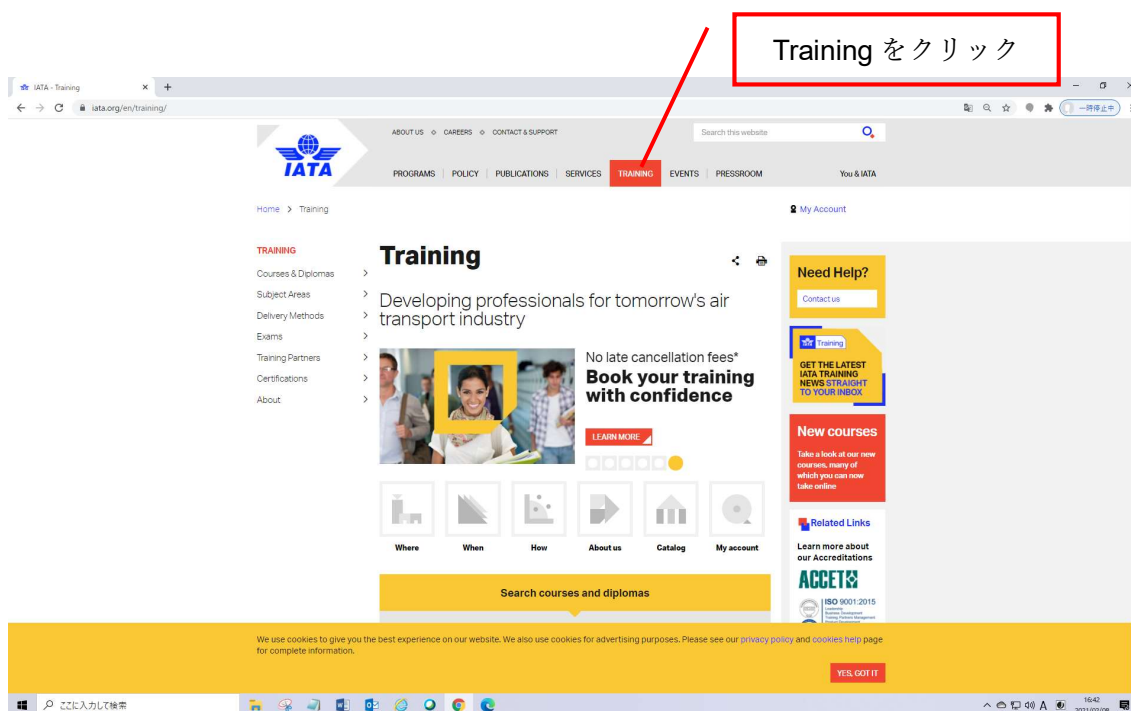 Training をクリック
IATA - Training
iata.org/en/training/
一時停止中
ABOUT US CAREERS CONTACT & SUPPORT
Search this website
IATA
PROGRAMS POLICY PUBLICATIONS SERVICES TRAINING EVENTS PRESSROOM You & IATA
Home > Training
My Account
TRAINING
Courses & Diplomas
Subject Areas
Delivery Methods
Exams
Training Partners
Certifications
About
Training
Developing professionals for tomorrow's air
transport industry
No late cancellation fees*
Book your training
with confidence
LEARN MORE
Where When How About us Catalog My account
Search courses and diplomas
Need Help?
Contact us
Training
GET THE LATEST
IATA TRAINING
NEWS STRAIGHT
TO YOUR INBOX
New courses
Take a look at our new
courses, many of
which you can now
take online
Related Links
Learn more about
our Accreditations
ACCET
ISO 9001:2015
We use cookies to give you the best experience on our website. We also use cookies for advertising purposes. Please see our privacy policy and cookies help page
for complete information.
YES, GOT IT
ここに入力して検索
A
16:42